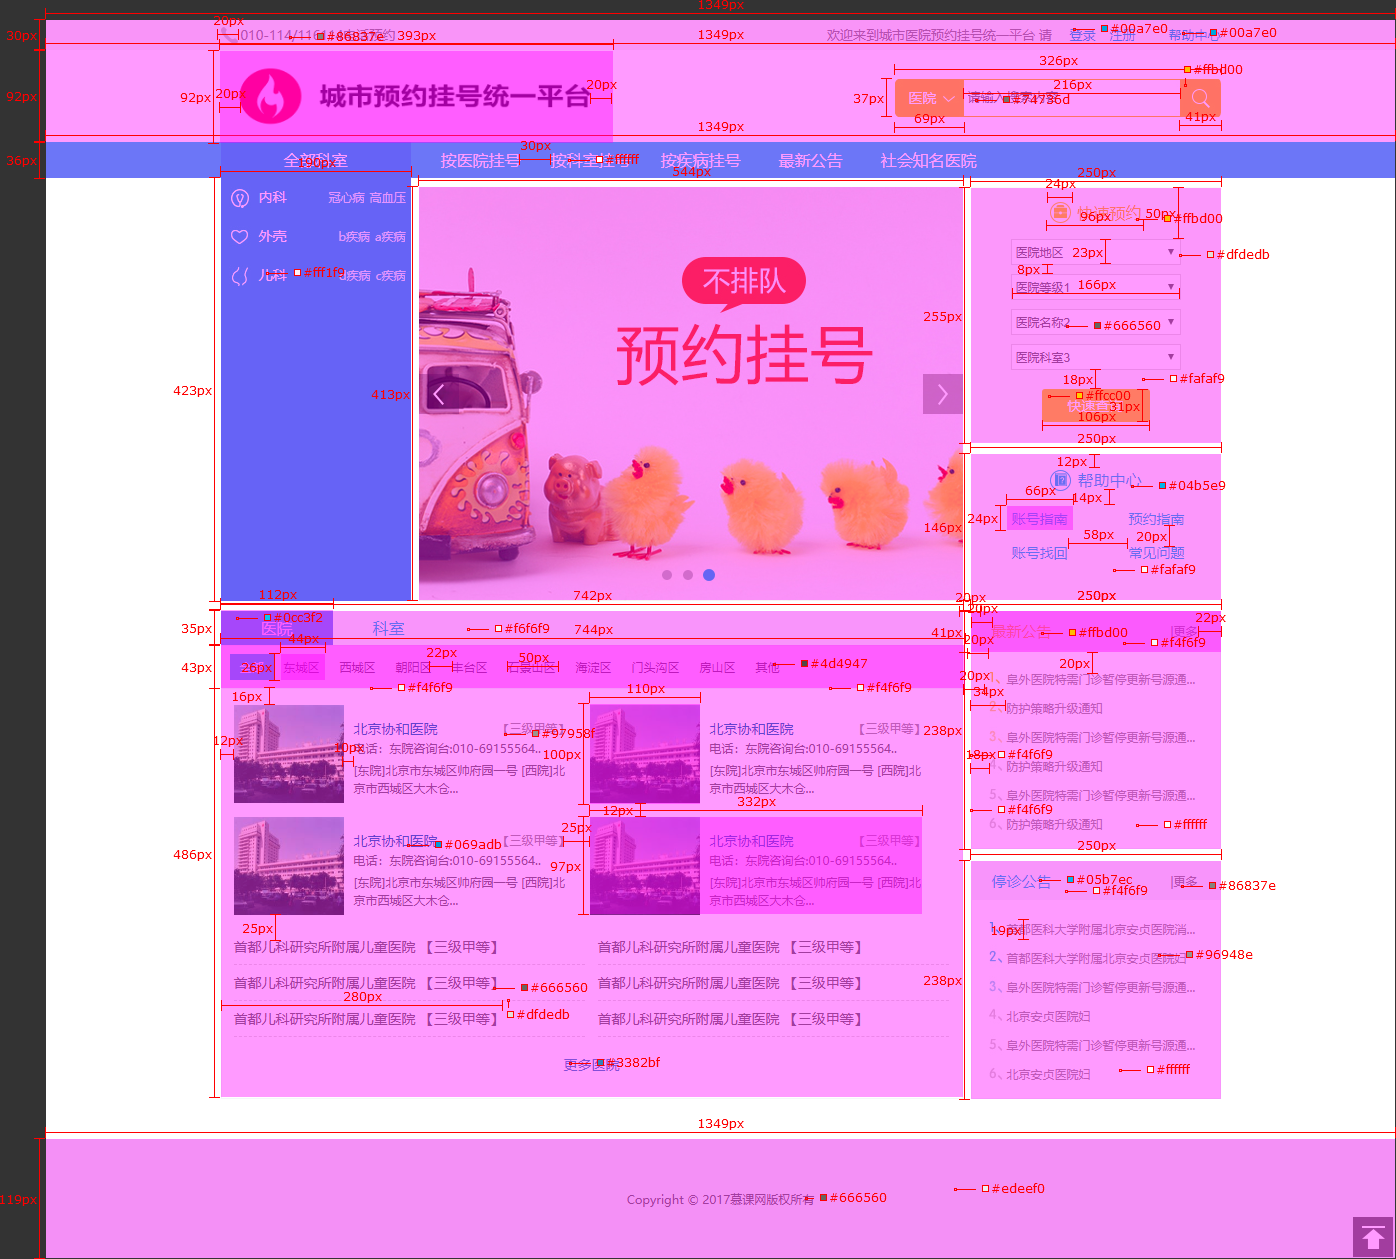 1349px
20px
30px
010-114/116114电话预约
#86837e
393px
1349px
欢迎来到城市医院预约挂号统一平台 请
登录
#00a7e0
注册
帮助中心
#00a7e0
92px
92px
20px
城市预约挂号统一平台
20px
326px
#ffbd00
37px
医院
请输入搜索内容
216px
#74736d
69px
41px
1349px
36px
全部科室
190px
按医院挂号
30px
按科室挂号
#ffffff
按疾病挂号
最新公告
社会知名医院
544px
250px
内科
冠心病 高血压
外壳
b疾病 a疾病
儿科
#fff1f9
d疾病 c疾病
423px
413px
不排队
预约挂号
255px
146px
24px
快速预约
96px
50px
#ffbd00
医院地区
23px
#dfdedb
8px
医院等级1
166px
医院名称2
#666560
医院科室3
18px
#fafaf9
#ffcc00
31px
106px
250px
12px
帮助中心
#04b5e9
66px
14px
24px
账号指南
预约指南
58px
20px
账号找回
常见问题
#fafaf9
112px
742px
20px
250px
35px
医院
#0cc3f2
科室
#f6f6f9
744px
41px
44px
43px
26px
东城区
西城区
朝阳区
22px
丰台区
石景山区
50px
海淀区
门头沟区
房山区
其他
#4d4947
16px
#f4f6f9
110px
#f4f6f9
12px
10px
北京协和医院
【三级甲等】
#97958f
电话：东院咨询台:010-69155564..
[东院]北京市东城区帅府园一号 [西院]北
京市西城区大木仓...
100px
北京协和医院
【三级甲等】
电话：东院咨询台:010-69155564..
[东院]北京市东城区帅府园一号 [西院]北
京市西城区大木仓...
238px
12px
332px
486px
北京协和医院
#069adb
【三级甲等】
25px
电话：东院咨询台:010-69155564..
[东院]北京市东城区帅府园一号 [西院]北
京市西城区大木仓...
97px
北京协和医院
【三级甲等】
电话：东院咨询台:010-69155564..
[东院]北京市东城区帅府园一号 [西院]北
京市西城区大木仓...
25px
首都儿科研究所附属儿童医院 【三级甲等】
首都儿科研究所附属儿童医院 【三级甲等】
首都儿科研究所附属儿童医院 【三级甲等】
#666560
首都儿科研究所附属儿童医院 【三级甲等】
280px
#dfdedb
首都儿科研究所附属儿童医院 【三级甲等】
首都儿科研究所附属儿童医院 【三级甲等】
238px
更多医院
#3382bf
20px
最新公告
#ffbd00
|更多
22px
#f4f6f9
20px
20px
20px
1、阜外医院特需门诊暂停更新号源通...
34px
2、防护策略升级通知
3、阜外医院特需门诊暂停更新号源通...
18px
#f4f6f9
4、防护策略升级通知
5、阜外医院特需门诊暂停更新号源通...
#f4f6f9
6、防护策略升级通知
#ffffff
250px
停诊公告
#05b7ec
#f4f6f9
|更多
#86837e
19px
1、首都医科大学附属北京安贞医院消...
2、首都医科大学附属北京安贞医院妇
#96948e
3、阜外医院特需门诊暂停更新号源通...
4、北京安贞医院妇
5、阜外医院特需门诊暂停更新号源通...
6、北京安贞医院妇
#ffffff
1349px
119px
Copyright © 2017慕课网版权所有
#666560
#edeef0